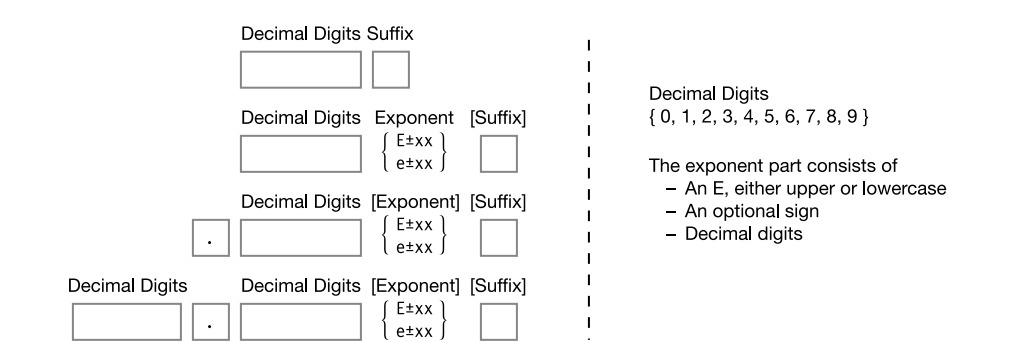 Decimal Digits Suffix
Decimal Digits Exponent [Suffix]
E±xx
e±xx
Decimal Digits [Exponent] [Suffix]
.
E±xx
e±xx
Decimal Digits Decimal Digits [Exponent] [Suffix]
.
E±xx
e±xx
Decimal Digits
{ 0, 1, 2, 3, 4, 5, 6, 7, 8, 9 }
The exponent part consists of
– An E, either upper or lowercase
– An optional sign
– Decimal digits